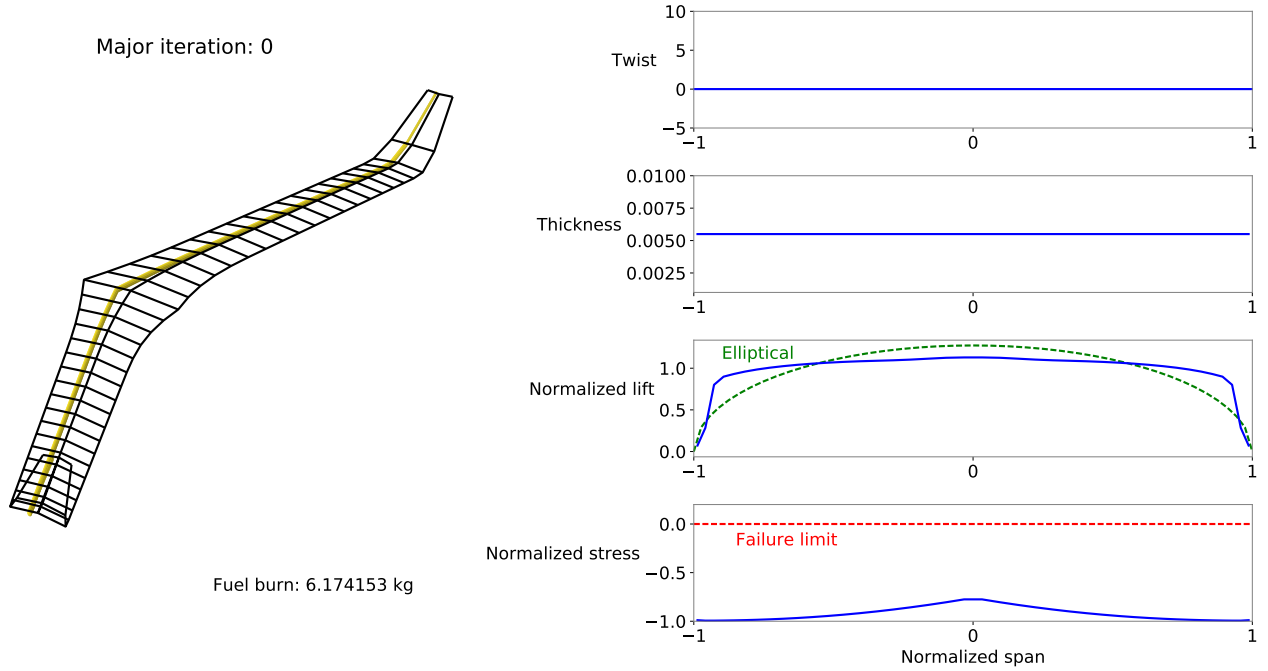 Major iteration: 0
Fuel burn: 6.174153 kg
Twist
10
5
0
−5
−1 0 1
Thickness
0.0100
0.0075
0.0050
0.0025
−1 0 1
Normalized lift
Elliptical
1.0
0.5
0.0
−1 0 1
Normalized stress
Failure limit
0.0
−0.5
−1.0
−1 0 1
Normalized span